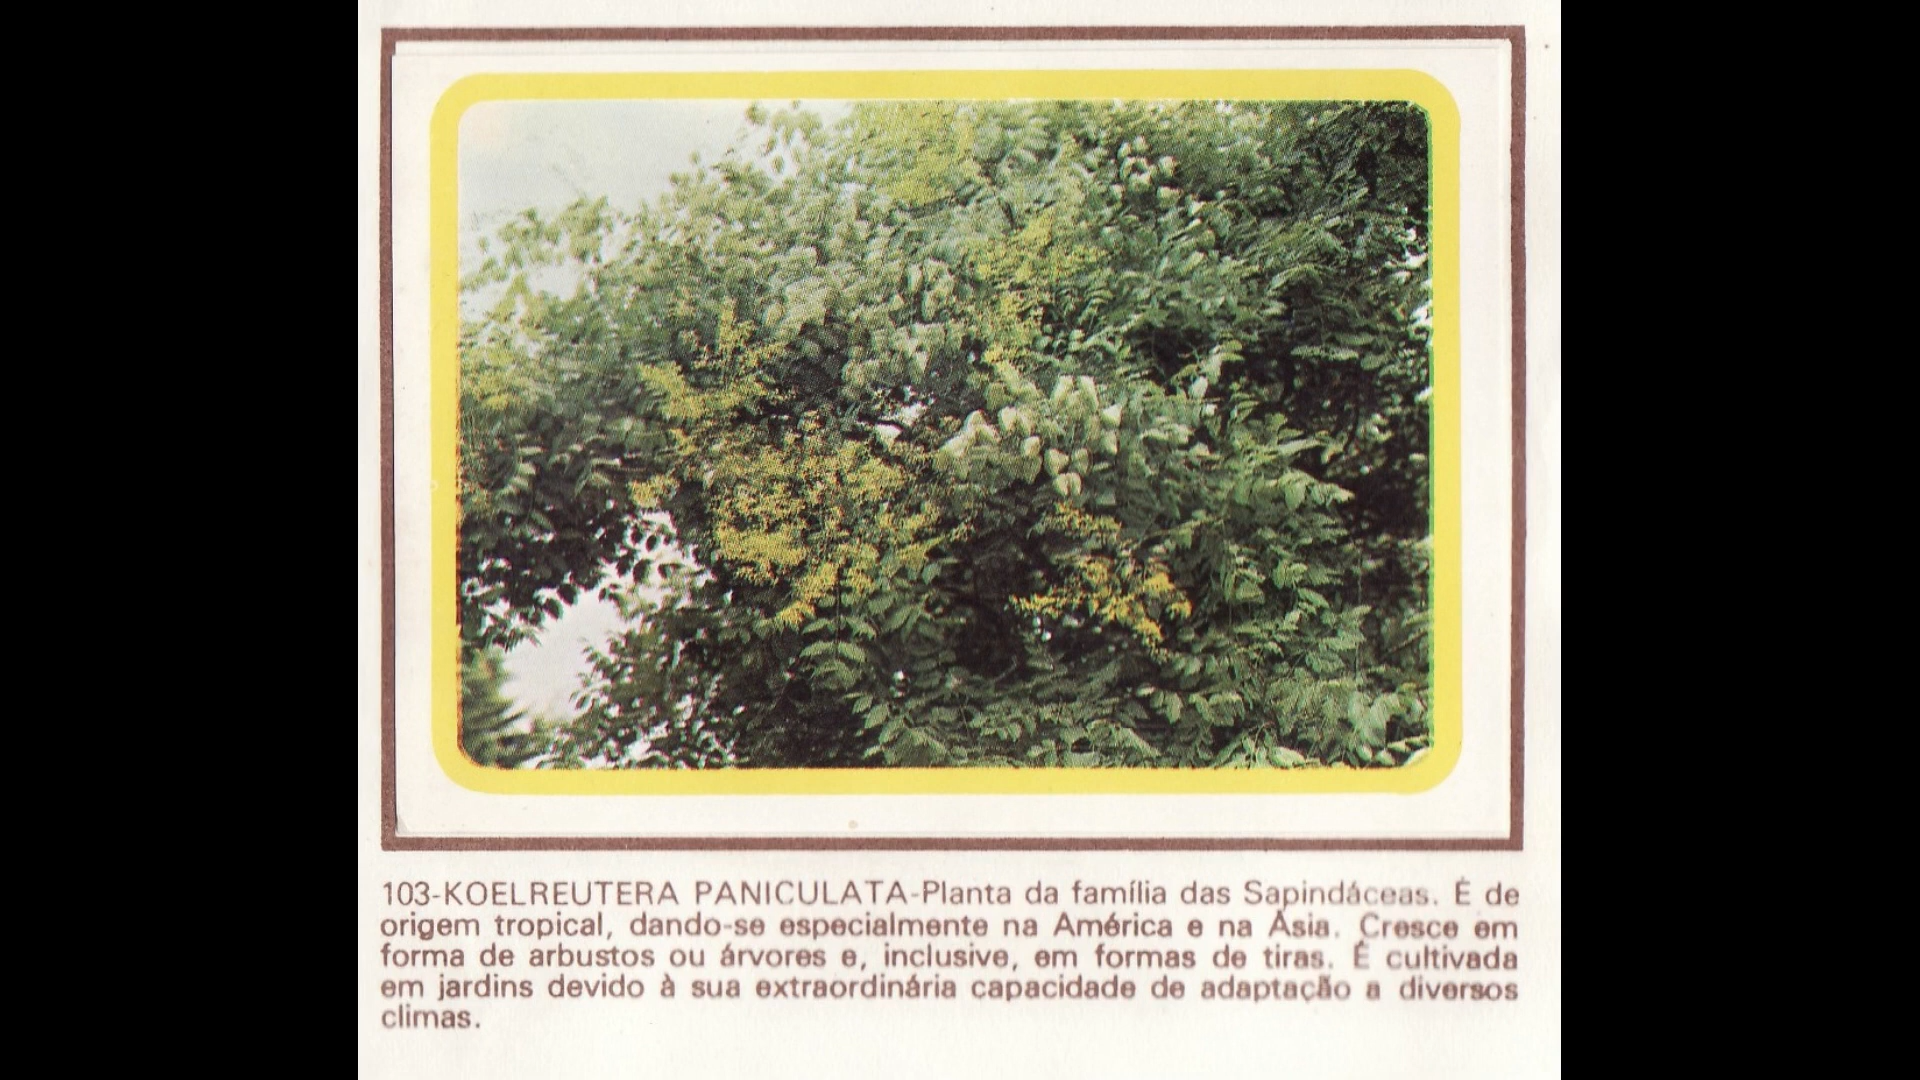 103-KOELREUTERA PANICULATA-Planta da família das Sapindáceas. É de
origem tropical, dando-se especialmente na América e na Ásia. Cresce em
forma de arbustos ou árvores e, inclusive, em formas de tiras. É cultivada
em jardins devido à sua extraordinária capacidade de adaptação a diversos
climas.